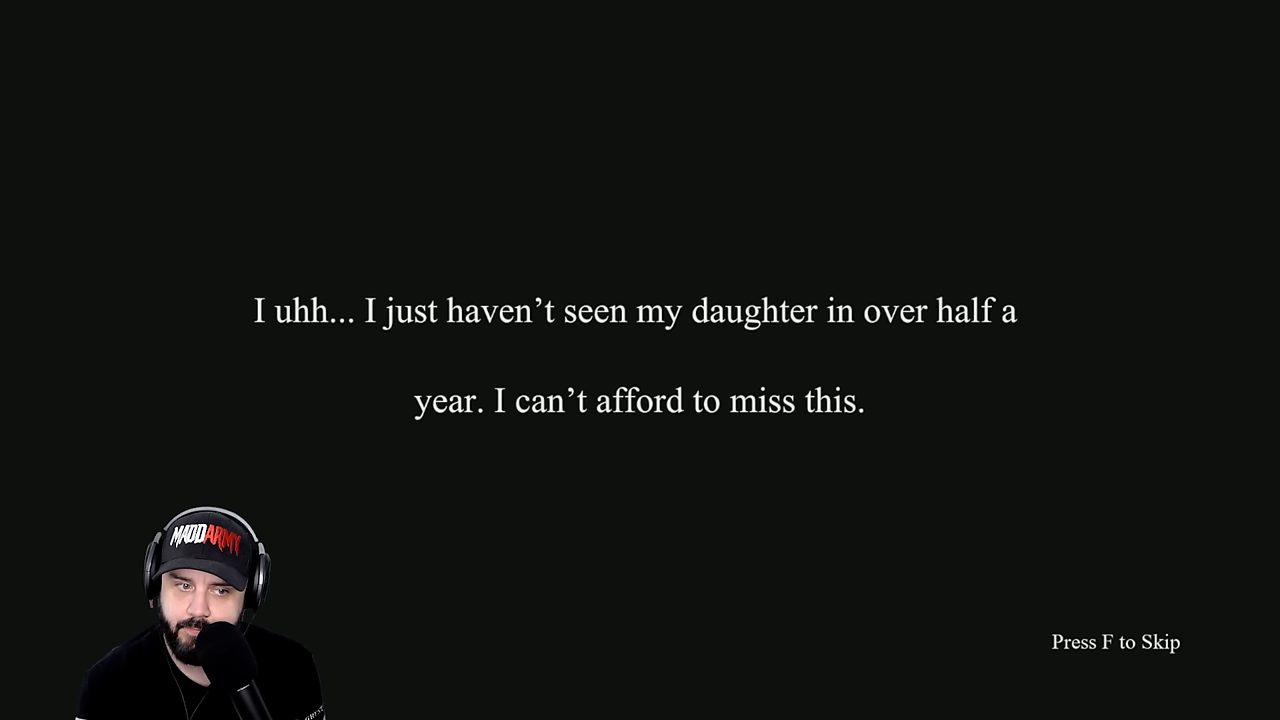 I uhh... I just haven’t seen my daughter in over half a
year. I can’t afford to miss this.
MADDARMY
Press F to Skip